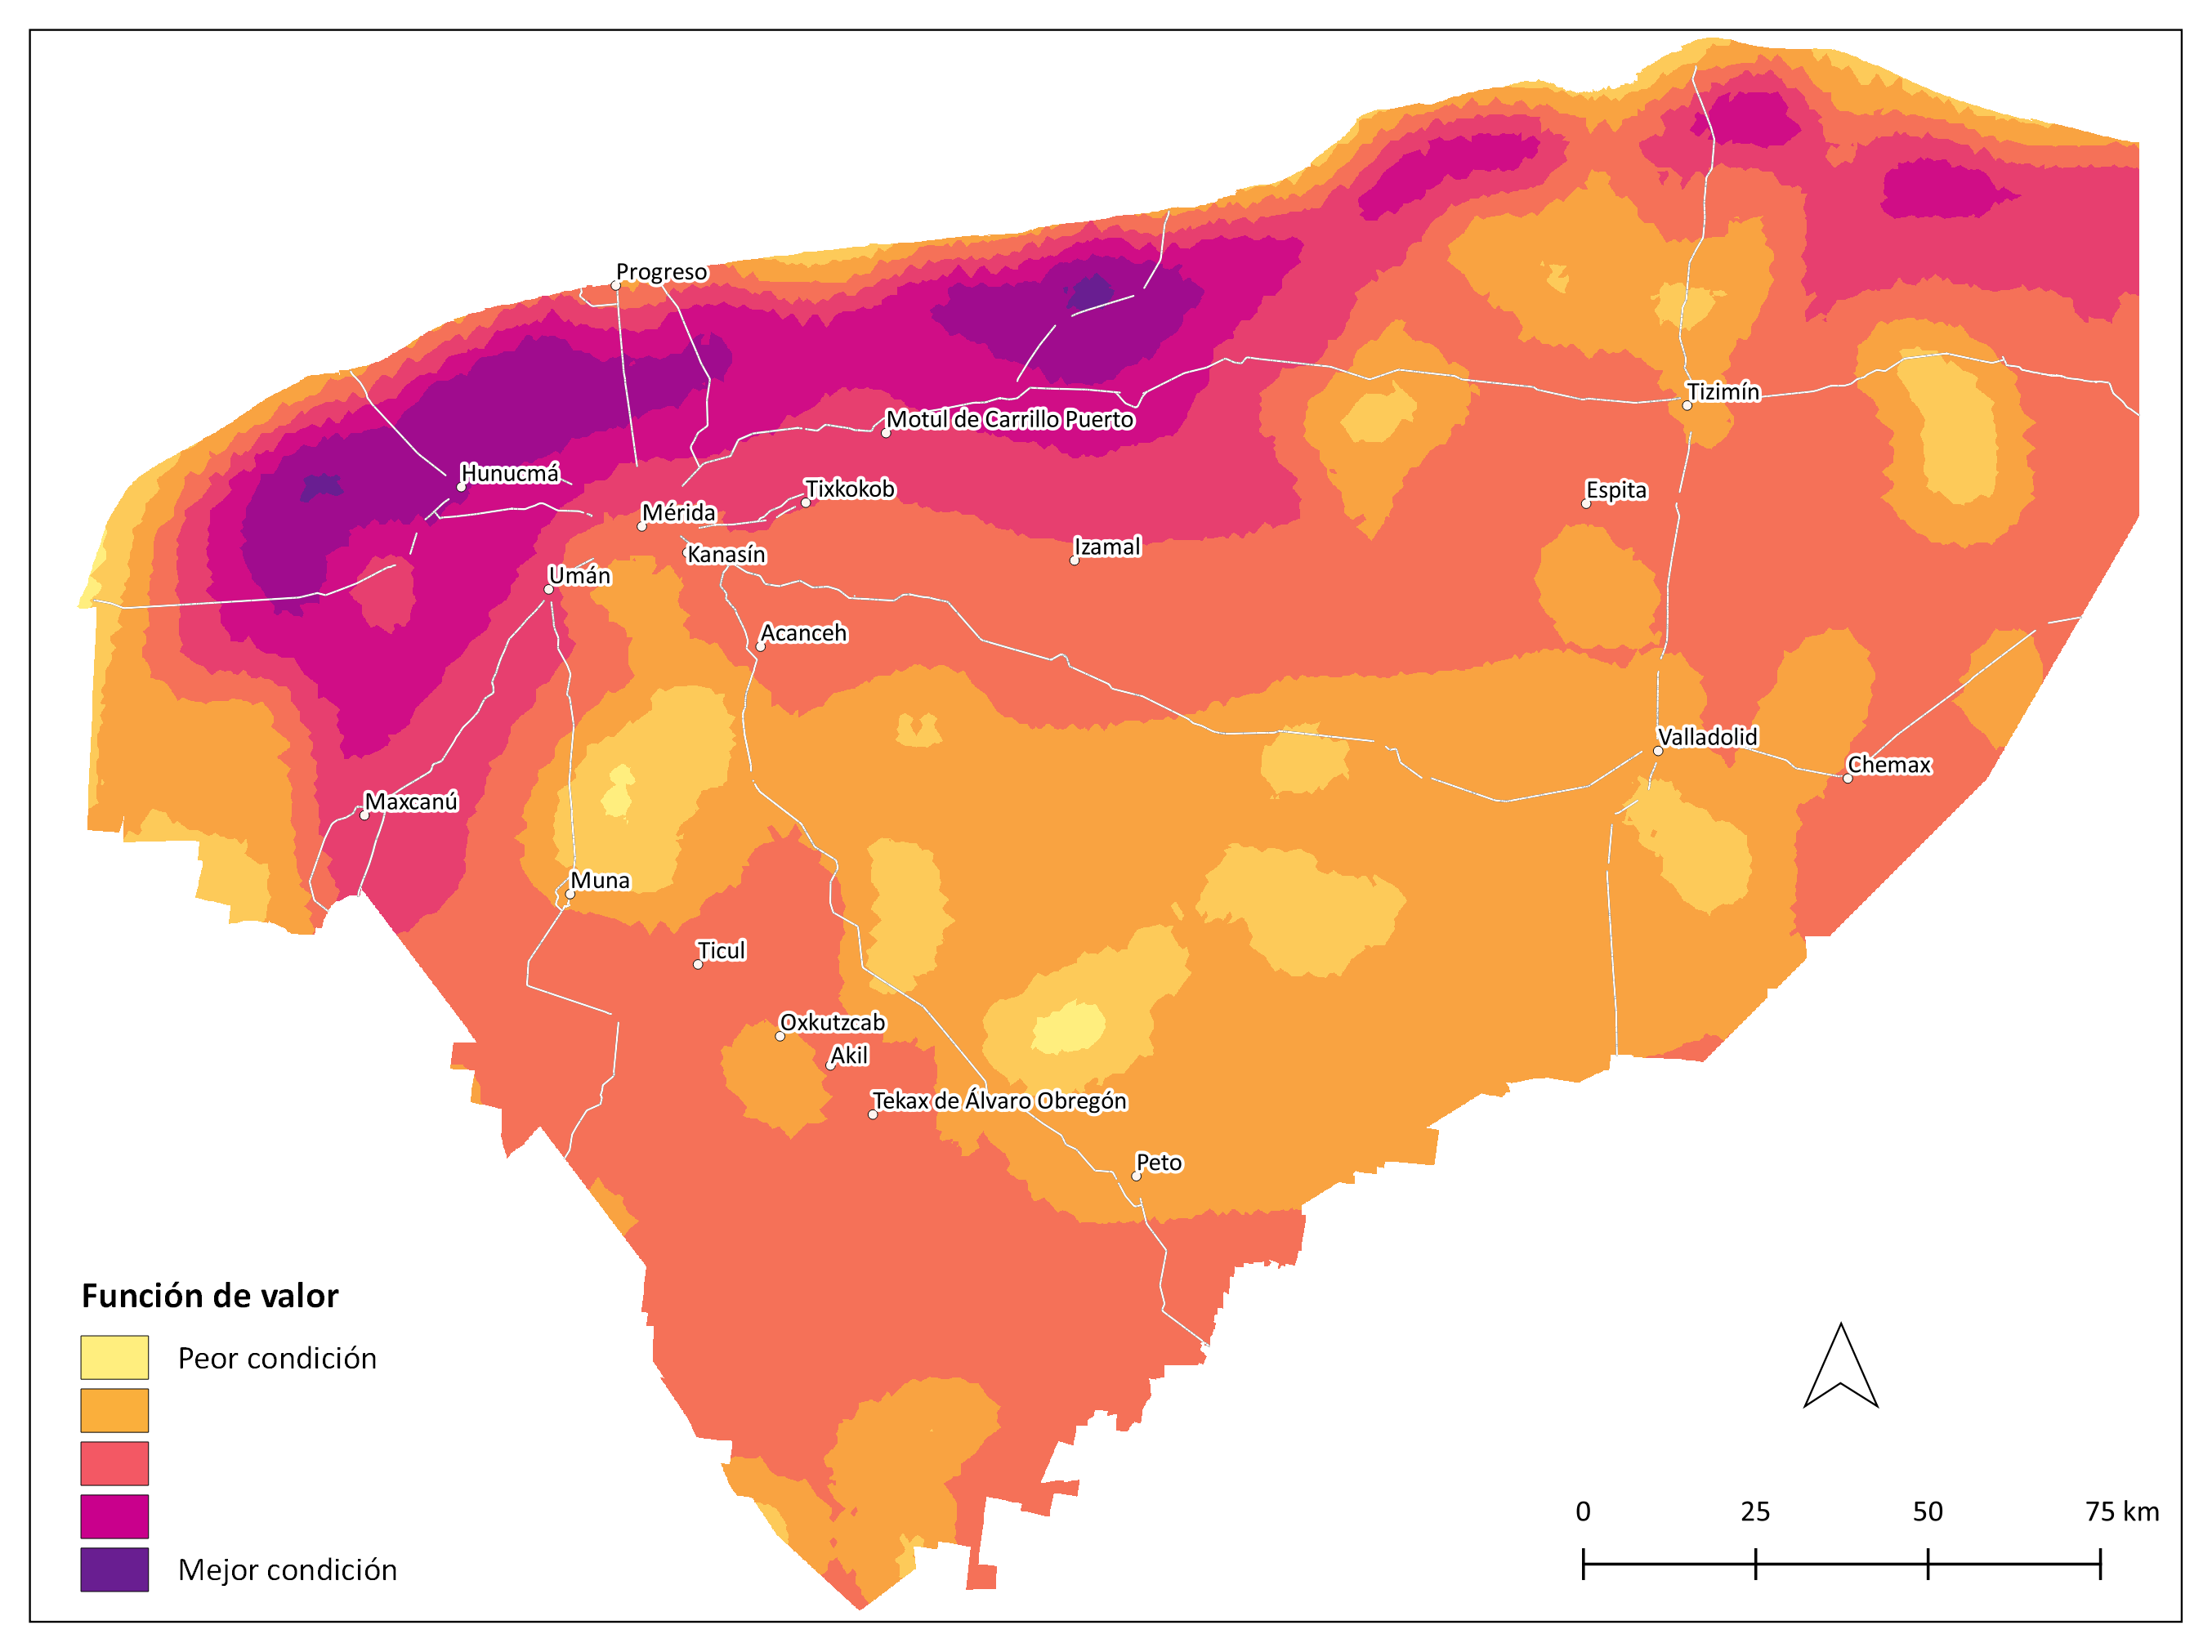 Progreso
Tizimín
Motul de Carrillo Puerto
Hunucmá
Tixkokob
Espita
Mérida
Izamal
Kanasín
Umán
Acanceh
Valladolid
Chemax
Maxcanú
Muna
Ticul
Oxkutzcab
Akil
Tekax de Álvaro Obregón
Peto
Función de valor
Peor condición
Mejor condición
0 25 50 75 km